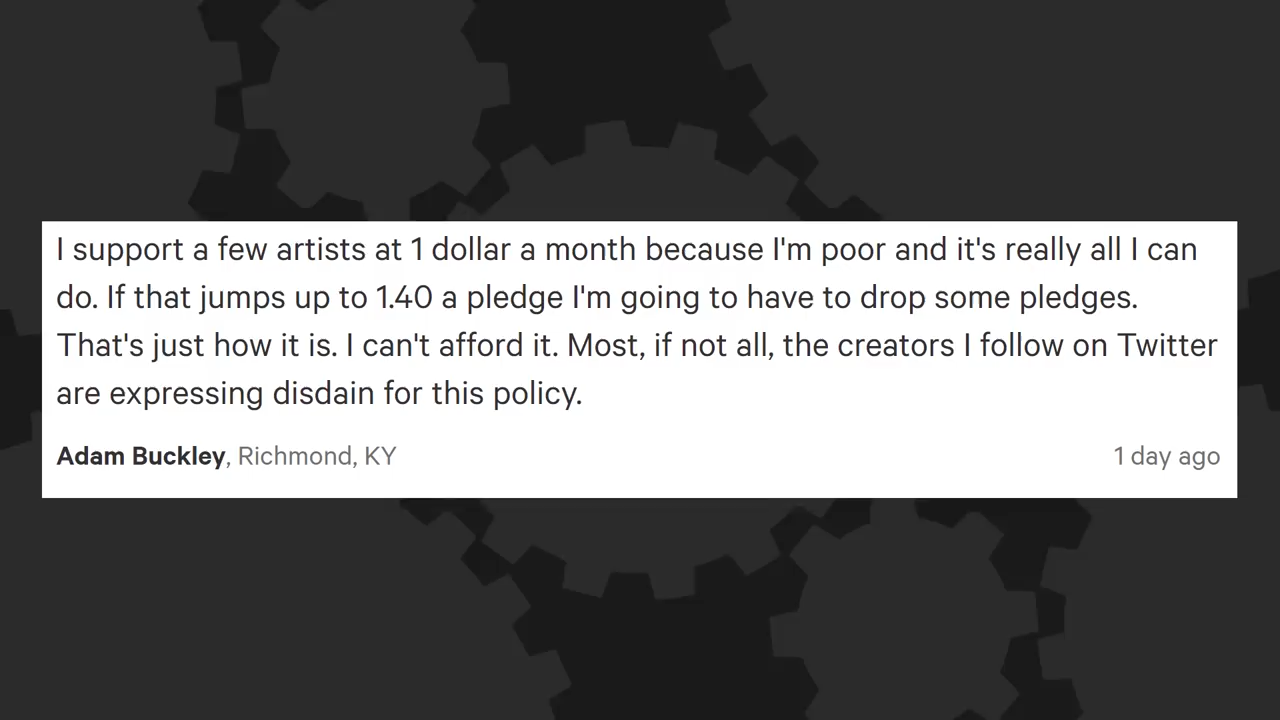 I support a few artists at 1 dollar a month because I'm poor and it's really all I can
do. If that jumps up to 1.40 a pledge I'm going to have to drop some pledges.
That's just how it is. I can't afford it. Most, if not all, the creators I follow on Twitter
are expressing disdain for this policy.
Adam Buckley, Richmond, KY 1 day ago